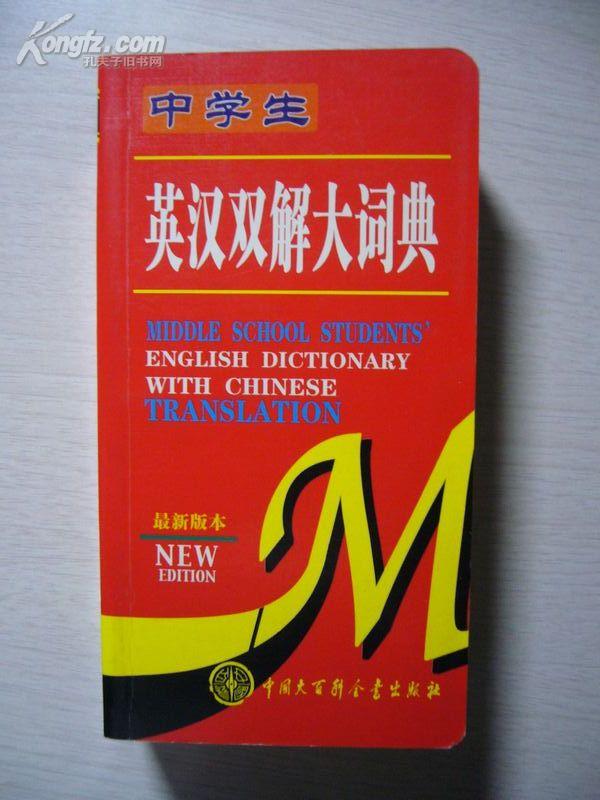 Kongfz.com
孔夫子旧书网
中学生
英汉双解大词典
MIDDLE SCHOOL STUDENTS'
ENGLISH DICTIONARY
WITH CHINESE
TRANSLATION
M
最新版本
NEW
EDITION
中国大百科全书出版社